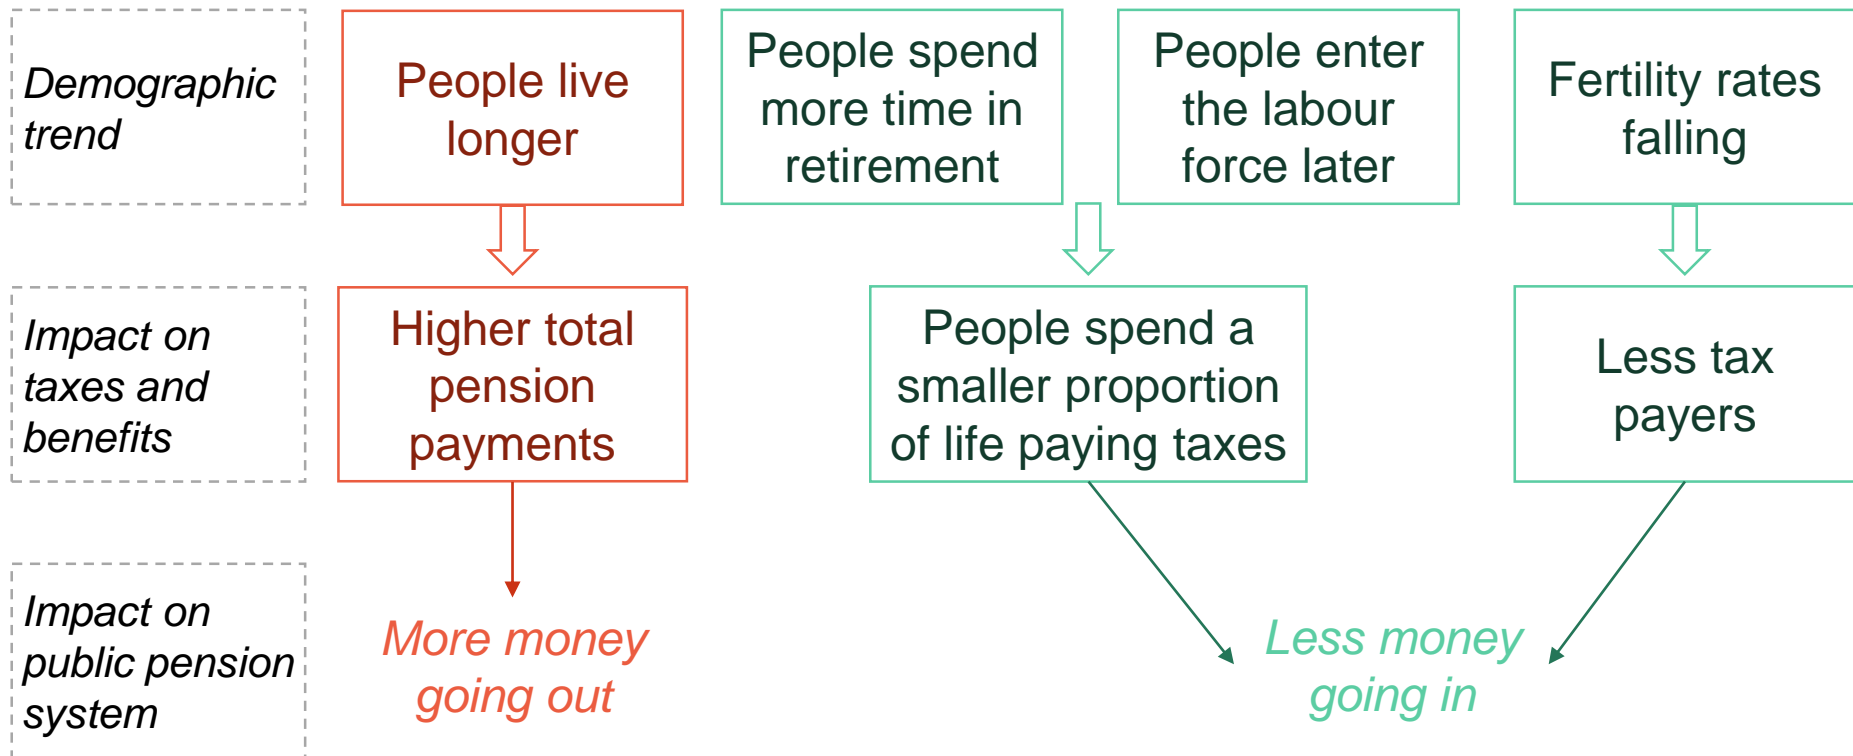 Demographic
trend
People live
longer
People spend
more time in
retirement
People enter
the labour
force later
Fertility rates
falling
Impact on
taxes and
benefits
Higher total
pension
payments
People spend a
smaller proportion
of life paying taxes
Less tax
payers
Impact on
public pension
system
More money
going out
Less money
going in